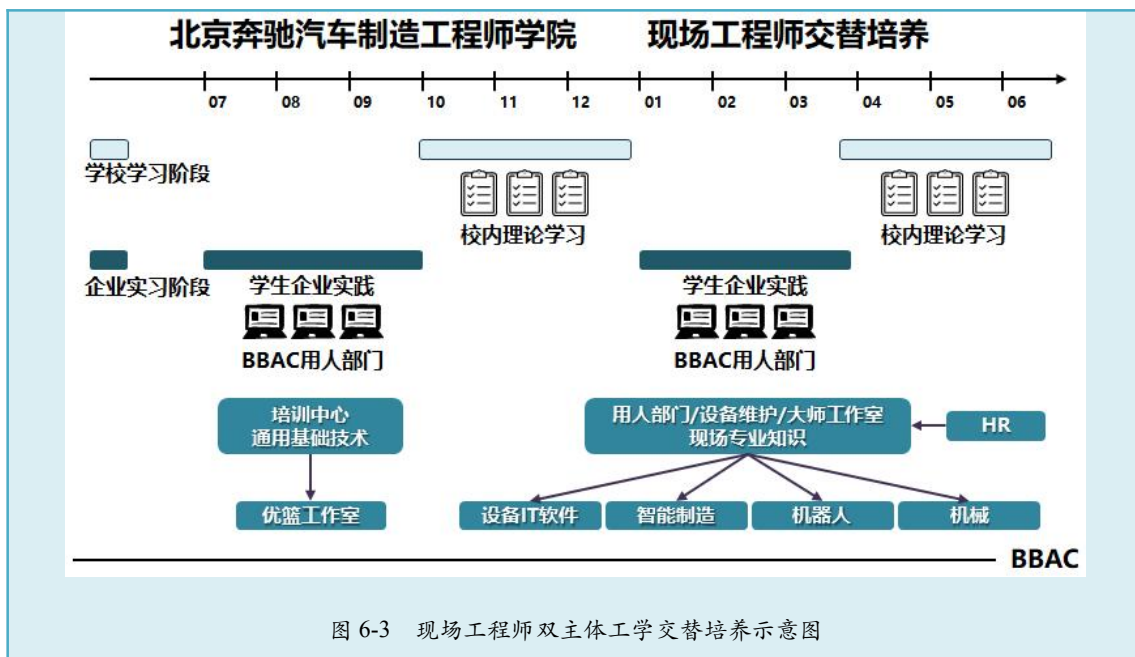 北京奔驰汽车制造工程师学院 现场工程师交替培养
07 08 09 10 11 12 01 02 03 04 05 06
学校学习阶段
校内理论学习 校内理论学习
企业实习阶段 学生企业实践 学生企业实践
BBAC用人部门 BBAC用人部门
培训中心
通用基础技术
用人部门/设备维护/大师工作室
现场专业知识
HR
优篮工作室 设备IT软件 智能制造 机器人 机械
BBAC
图 6-3 现场工程师双主体工学交替培养示意图